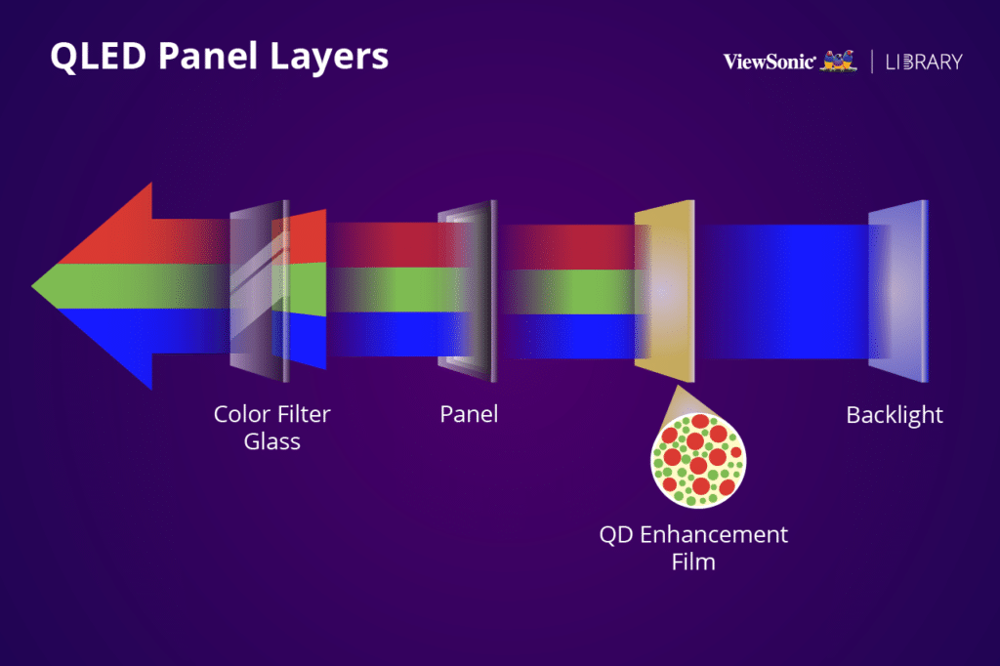 QLED Panel Layers
ViewSonic® | LIBRARY
Color Filter
Glass
Panel
Backlight
QD Enhancement
Film